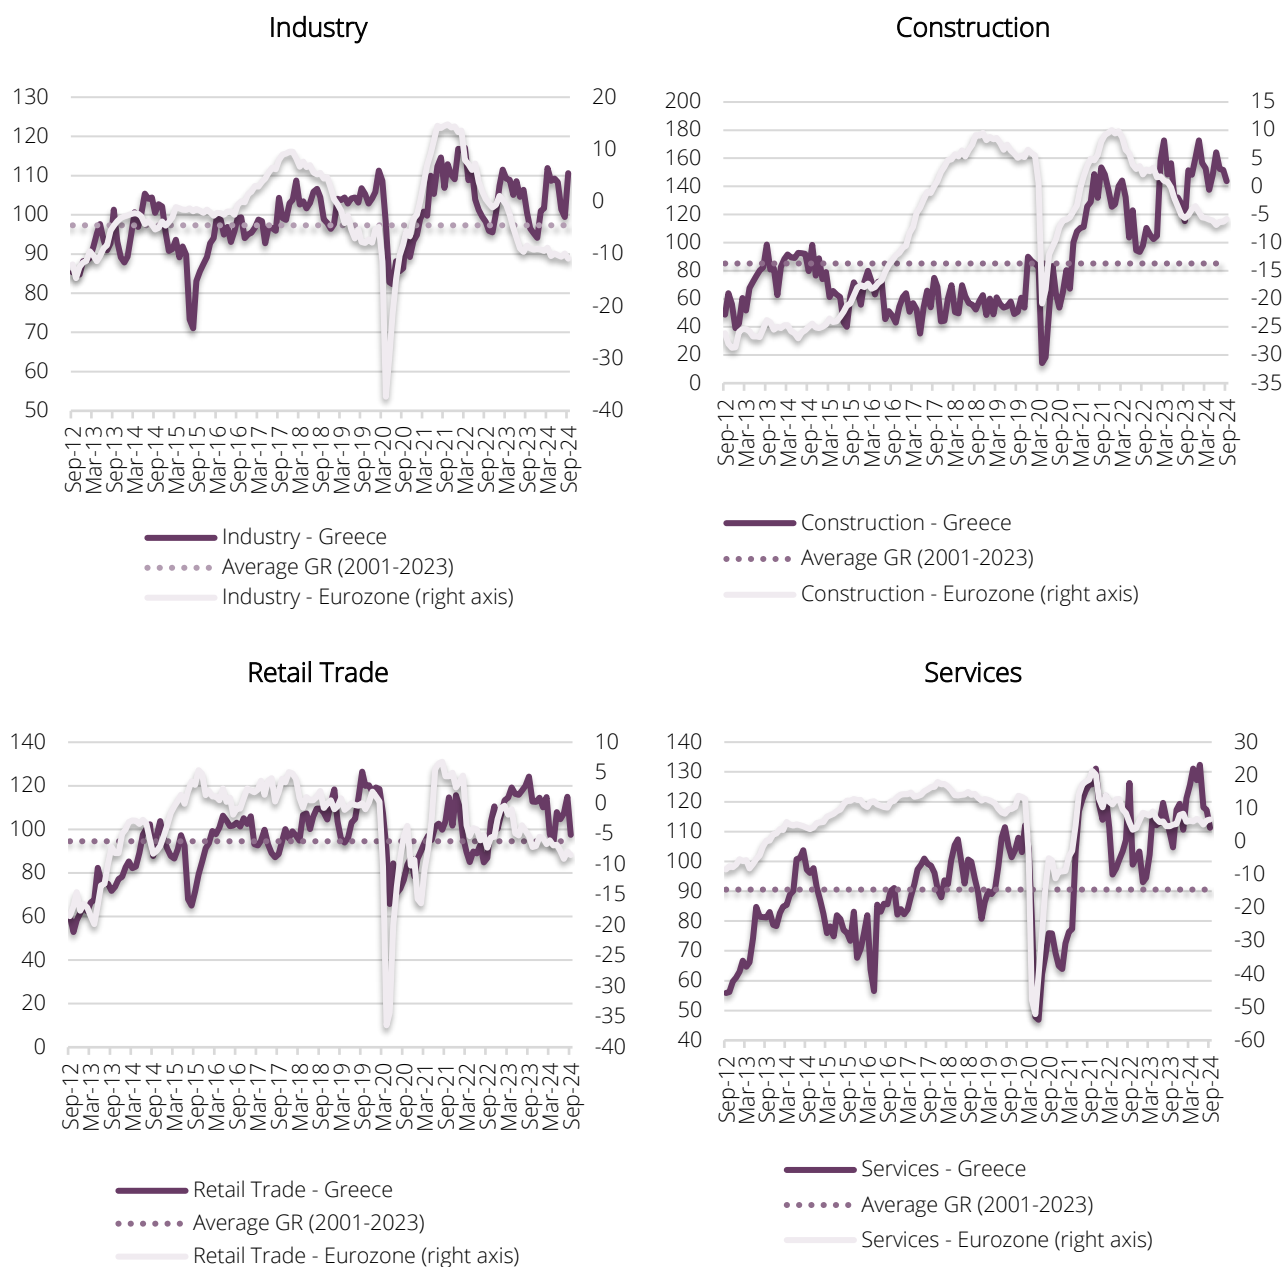 Industry
130
120
110
100
90
80
70
60
50
20
10
0
-10
-20
-30
-40
Sep-12
Mar-13
Sep-13
Mar-14
Sep-14
Mar-15
Sep-15
Mar-16
Sep-16
Mar-17
Sep-17
Mar-18
Sep-18
Mar-19
Sep-19
Mar-20
Sep-20
Mar-21
Sep-21
Mar-22
Sep-22
Mar-23
Sep-23
Mar-24
Sep-24
Industry - Greece
Average GR (2001-2023)
Industry - Eurozone (right axis)
Construction
200
180
160
140
120
100
80
60
40
20
0
15
10
5
0
-5
-10
-15
-20
-25
-30
-35
Sep-12
Mar-13
Sep-13
Mar-14
Sep-14
Mar-15
Sep-15
Mar-16
Sep-16
Mar-17
Sep-17
Mar-18
Sep-18
Mar-19
Sep-19
Mar-20
Sep-20
Mar-21
Sep-21
Mar-22
Sep-22
Mar-23
Sep-23
Mar-24
Sep-24
Construction - Greece
Average GR (2001-2023)
Construction - Eurozone (right axis)
Retail Trade
140
120
100
80
60
40
20
0
10
5
0
-5
-10
-15
-20
-25
-30
-35
-40
Sep-12
Mar-13
Sep-13
Mar-14
Sep-14
Mar-15
Sep-15
Mar-16
Sep-16
Mar-17
Sep-17
Mar-18
Sep-18
Mar-19
Sep-19
Mar-20
Sep-20
Mar-21
Sep-21
Mar-22
Sep-22
Mar-23
Sep-23
Mar-24
Sep-24
Retail Trade - Greece
Average GR (2001-2023)
Retail Trade - Eurozone (right axis)
Services
140
130
120
110
100
90
80
70
60
50
40
30
20
10
0
-10
-20
-30
-40
-50
-60
Sep-12
Mar-13
Sep-13
Mar-14
Sep-14
Mar-15
Sep-15
Mar-16
Sep-16
Mar-17
Sep-17
Mar-18
Sep-18
Mar-19
Sep-19
Mar-20
Sep-20
Mar-21
Sep-21
Mar-22
Sep-22
Mar-23
Sep-23
Mar-24
Sep-24
Services - Greece
Average GR (2001-2023)
Services - Eurozone (right axis)